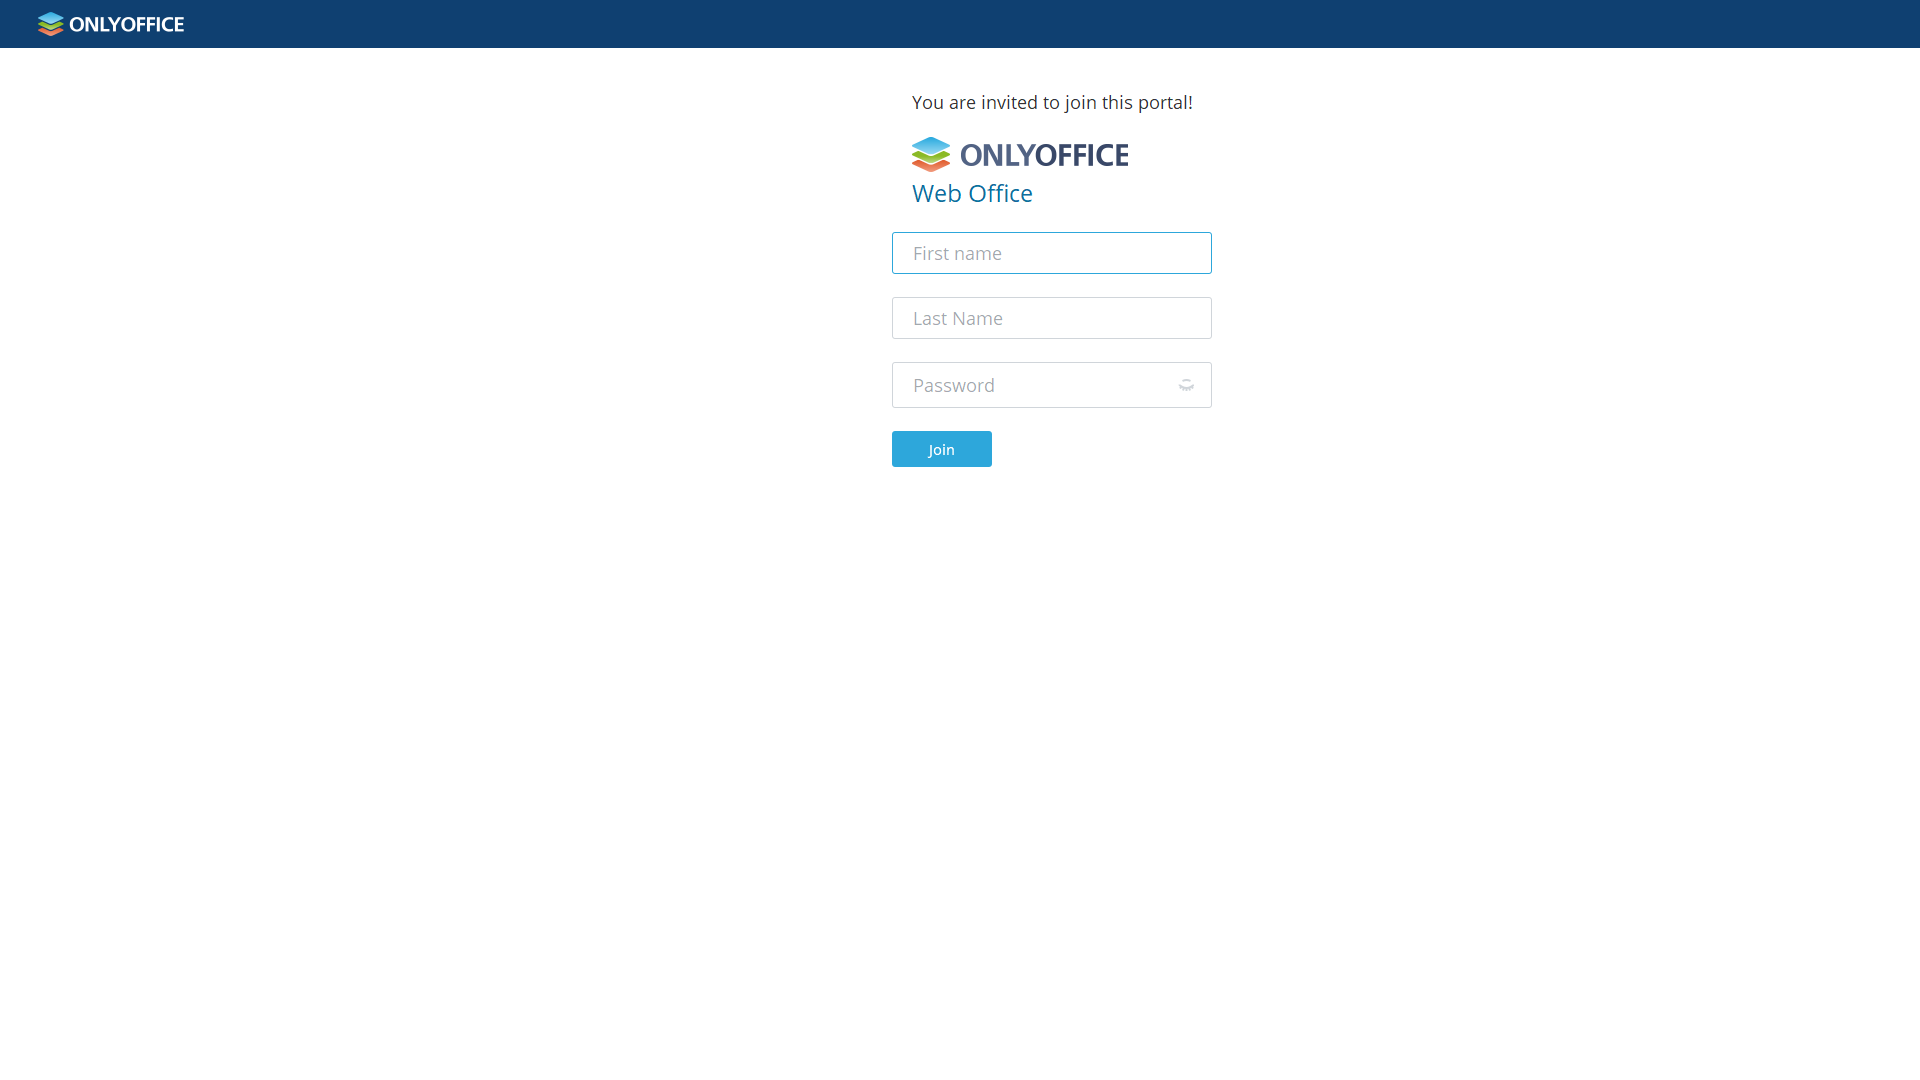 ONLYOFFICE
You are invited to join this portal!
ONLYOFFICE
Web Office
First name
Last Name
Password
Join